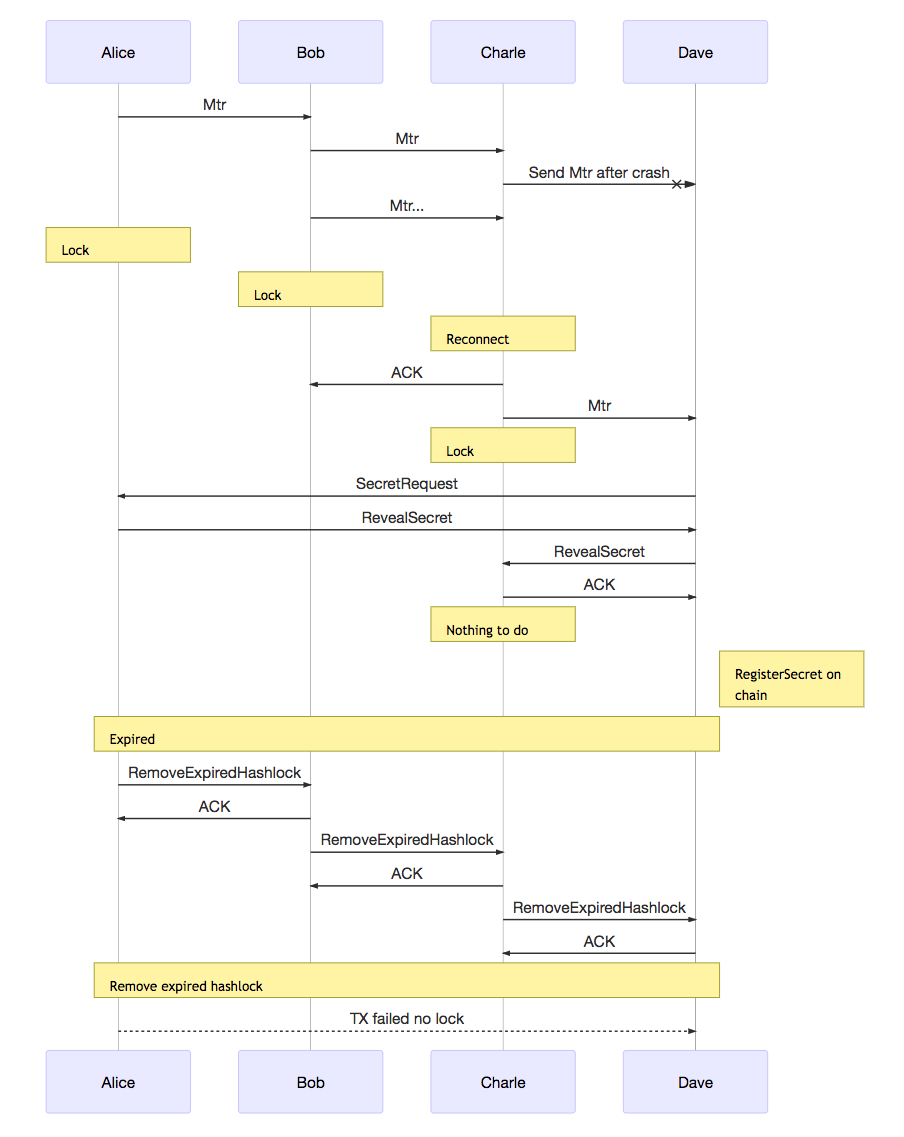 Alice
Bob
Charle
Dave
Mtr
Mtr
Send Mtr after crash
Mtr...
Lock
Lock
Reconnect
ACK
Mtr
Lock
SecretRequest
RevealSecret
RevealSecret
ACK
Nothing to do
RegisterSecret on
chain
Expired
RemoveExpiredHashlock
ACK
RemoveExpiredHashlock
ACK
RemoveExpiredHashlock
ACK
Remove expired hashlock
TX failed no lock
Alice
Bob
Charle
Dave